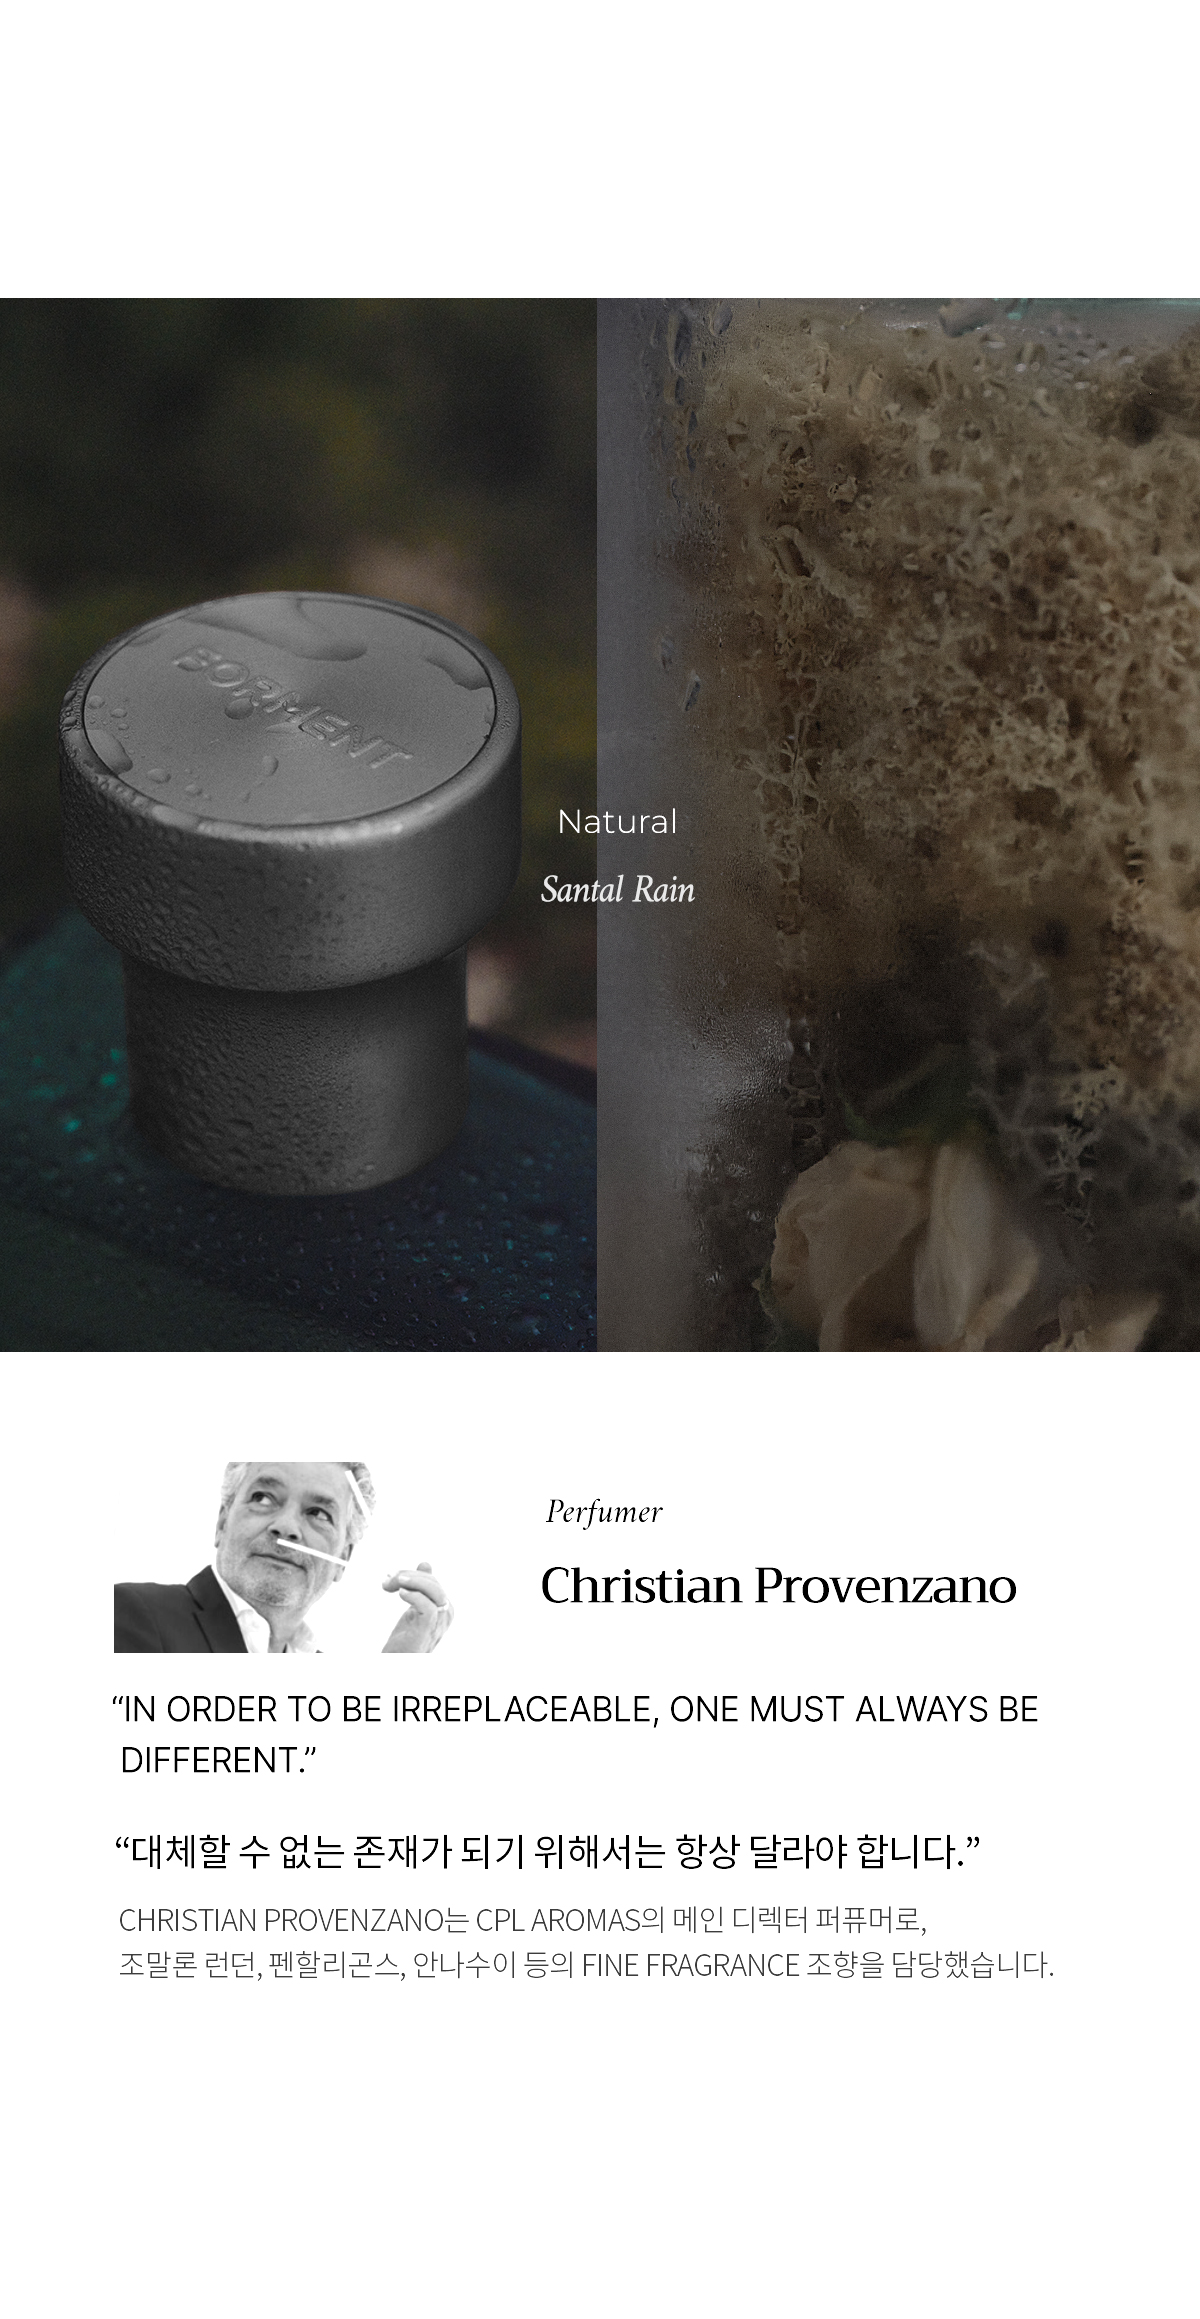 BORMENT
Natural
Santal Rain
Perfumer
Christian Provenzano
“IN ORDER TO BE IRREPLACEABLE, ONE MUST ALWAYS BE
DIFFERENT.”
“대체할 수 없는 존재가 되기 위해서는 항상 달라야 합니다.”
CHRISTIAN PROVENZANO는 CPL AROMAS의 메인 디렉터 퍼퓨머로,
조말론 런던, 펜할리곤스, 안나수이 등의 FINE FRAGRANCE 조향을 담당했습니다.